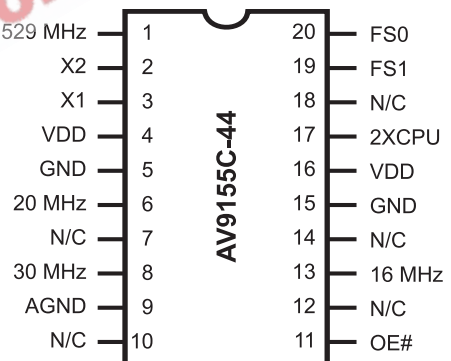 529 MHz 1 20 FS0
X2 2 19 FS1
X1 3 18 N/C
VDD 4 17 2XCPU
GND 5 16 VDD
20 MHz 6 15 GND
N/C 7 14 N/C
30 MHz 8 13 16 MHz
AGND 9 12 N/C
N/C 10 11 OE#
AV9155C-44